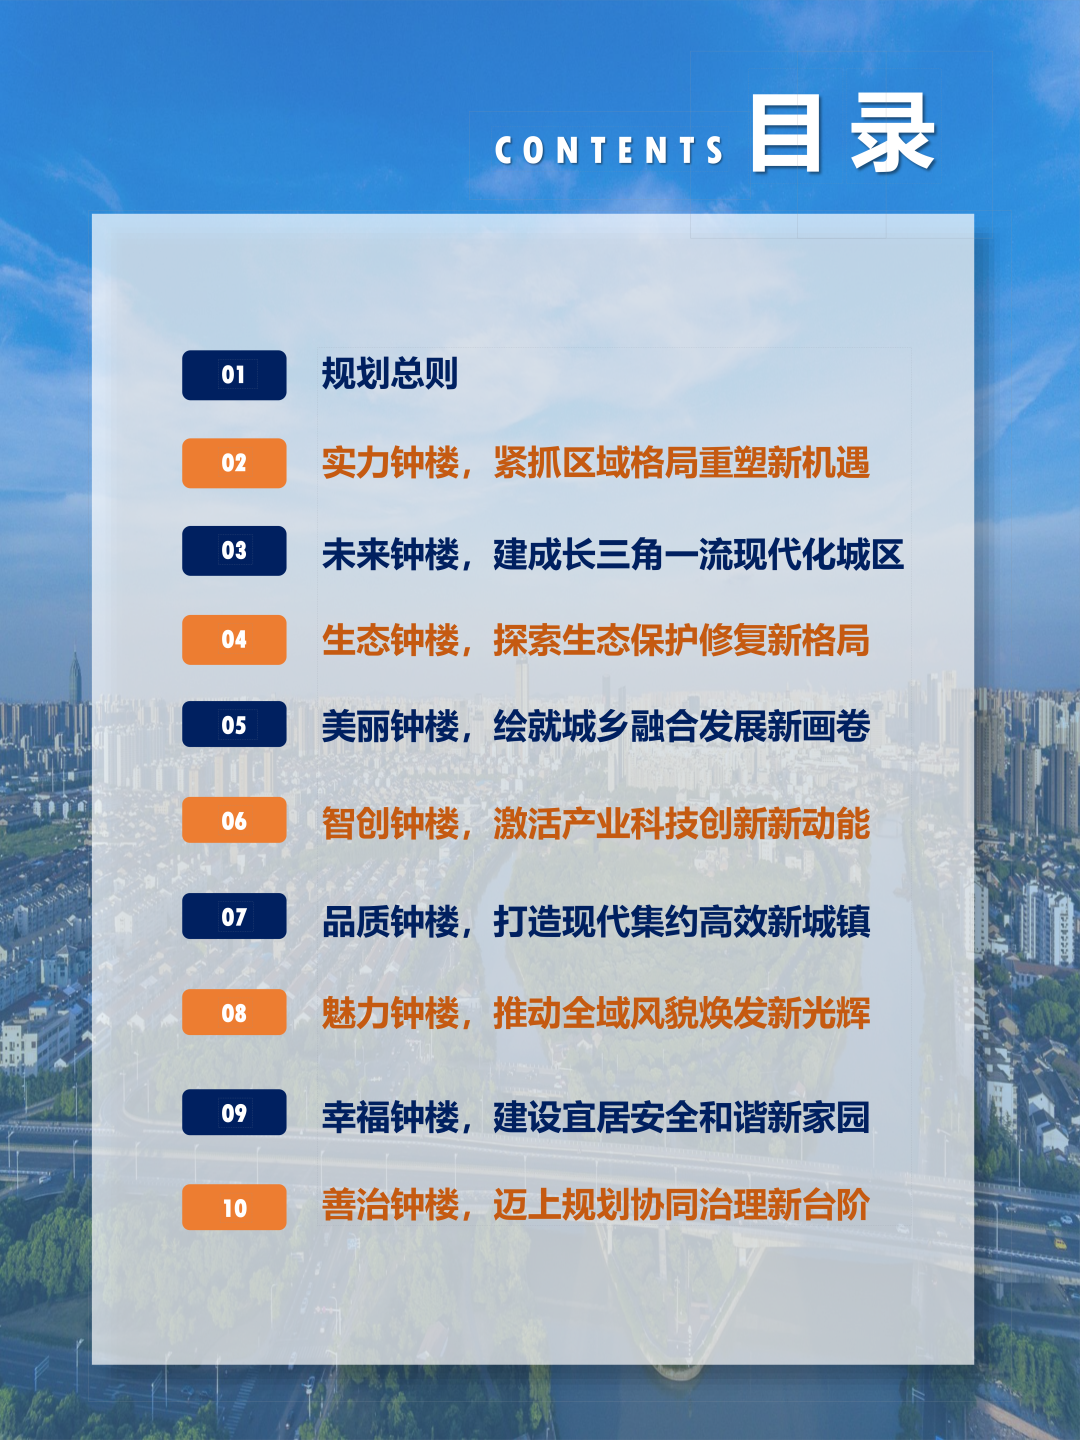 CONTENTS 目录
01 规划总则
02 实力钟楼，紧抓区域格局重塑新机遇
03 未来钟楼，建成长三角一流现代化城区
04 生态钟楼，探索生态保护修复新格局
05 美丽钟楼，绘就城乡融合发展新画卷
06 智创钟楼，激活产业科技创新新动能
07 品质钟楼，打造现代集约高效新城镇
08 魅力钟楼，推动全域风貌焕发新光辉
09 幸福钟楼，建设宜居安全和谐新家园
10 善治钟楼，迈上规划协同治理新台阶